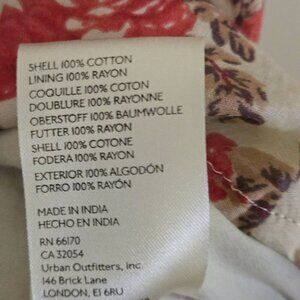 SHELL 100% COTTON
LINING 100% RAYON
COQUILLE 100% COTON
DOUBLURE 100% RAYONNE
OBERSTOFF 100% BAUMWOLLE
FUTTER 100% RAYON
SHELL 100% COTONE
FODERA 100% RAYON
EXTERIOR 100% ALGODÓN
FORRO 100% RAYÓN
MADE IN INDIA
HECHO EN INDIA
RN 66170
CA 32054
Urban Outfitters, Inc.
146 Brick Lane
LONDON, E1 6RU